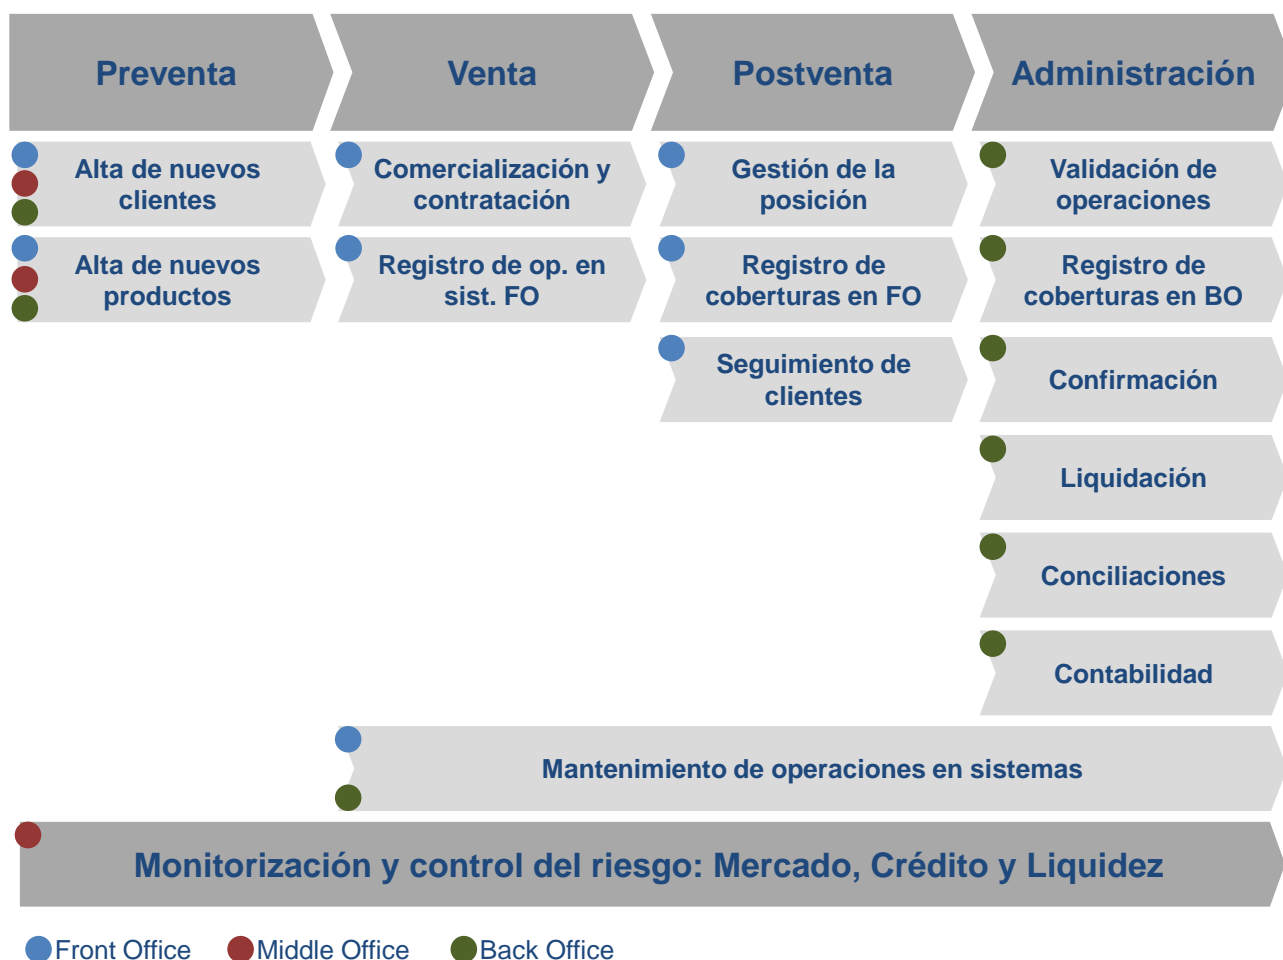 Preventa
Venta
Postventa
Administración
Alta de nuevos
clientes
Comercialización y
contratación
Gestión de la
posición
Validación de
operaciones
Alta de nuevos
productos
Registro de op. en
sist. FO
Registro de
coberturas en FO
Registro de
coberturas en BO
Seguimiento de
clientes
Confirmación
Liquidación
Conciliaciones
Contabilidad
Mantenimiento de operaciones en sistemas
Monitorización y control del riesgo: Mercado, Crédito y Liquidez
Front Office
Middle Office
Back Office